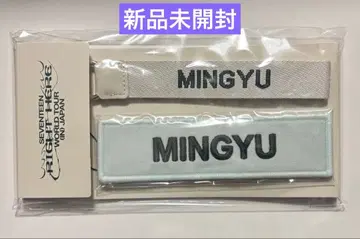 新品未開封
SEVENTEEN
RIGHT HERE
WORLD TOUR
[IN] JAPAN
MINGYU
MINGYU